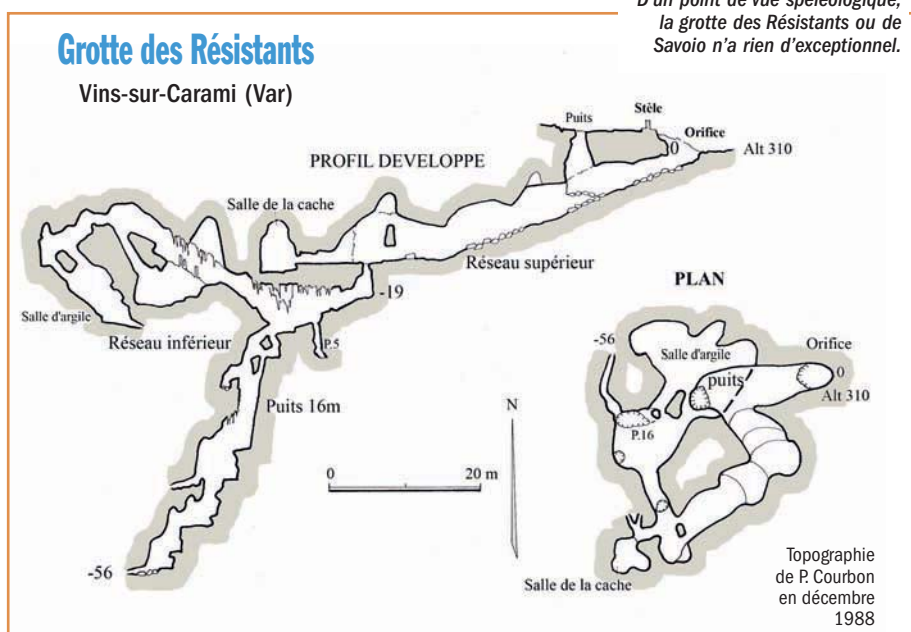 D'un point de vue spéléologique,
la grotte des Résistants ou de
Savoio n'a rien d'exceptionnel.
Grotte des Résistants
Vins-sur-Carami (Var)
PROFIL DEVELOPPE
Puits
Stèle
Orifice
0
Alt 310
Salle de la cache
Réseau supérieur
-19
Salle d'argile
Réseau inférieur
P.5
Puits 16m
-56
0 20 m
N
PLAN
-56
Salle d'argile
Orifice
puits
0
Alt 310
P.16
Salle de la cache
Topographie
de P. Courbon
en décembre
1988